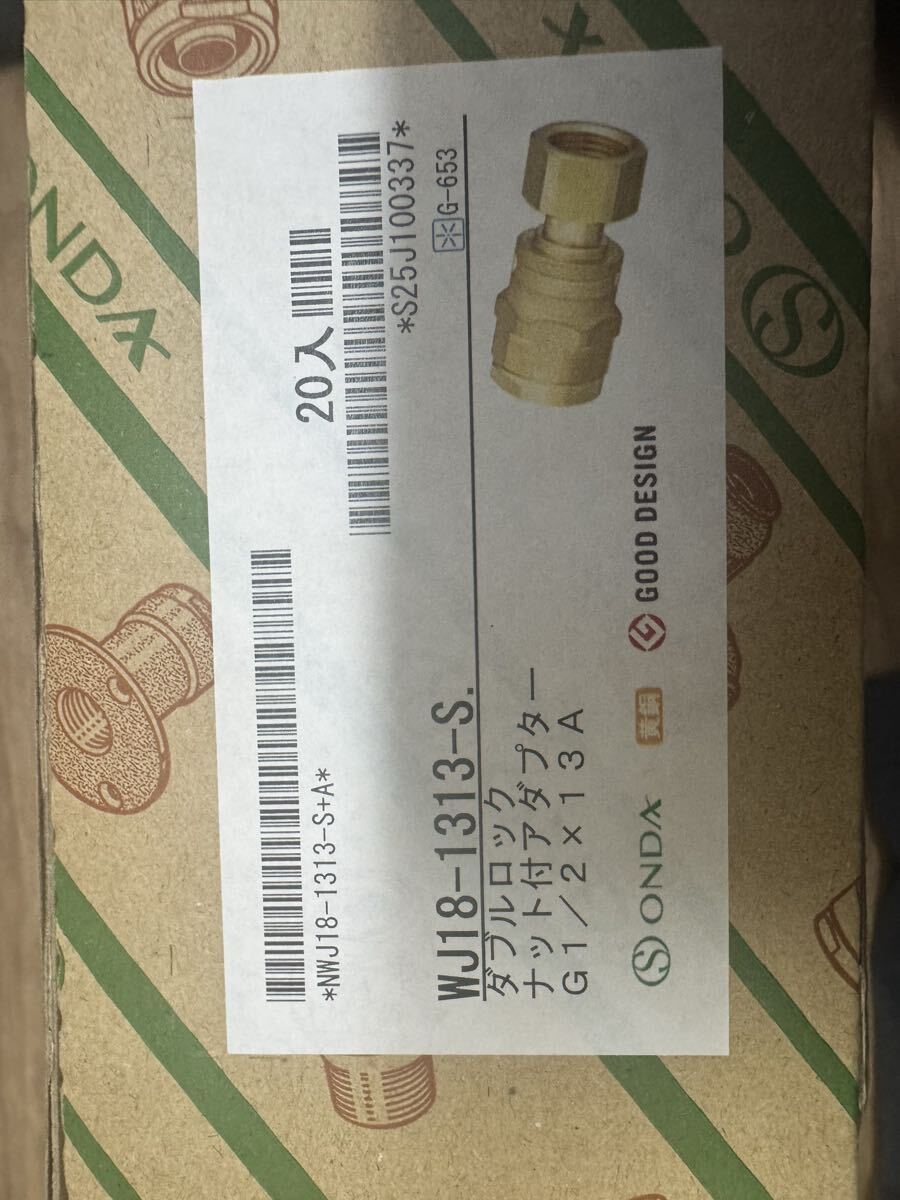 ONDA
*NWJ18-1313-S+A*
20入
*S25J100337*
G-653
WJ18-1313-S.
ダブルロック
ナット付アダプター
G1/2×13A
ONDA
黄銅
GOOD DESIGN